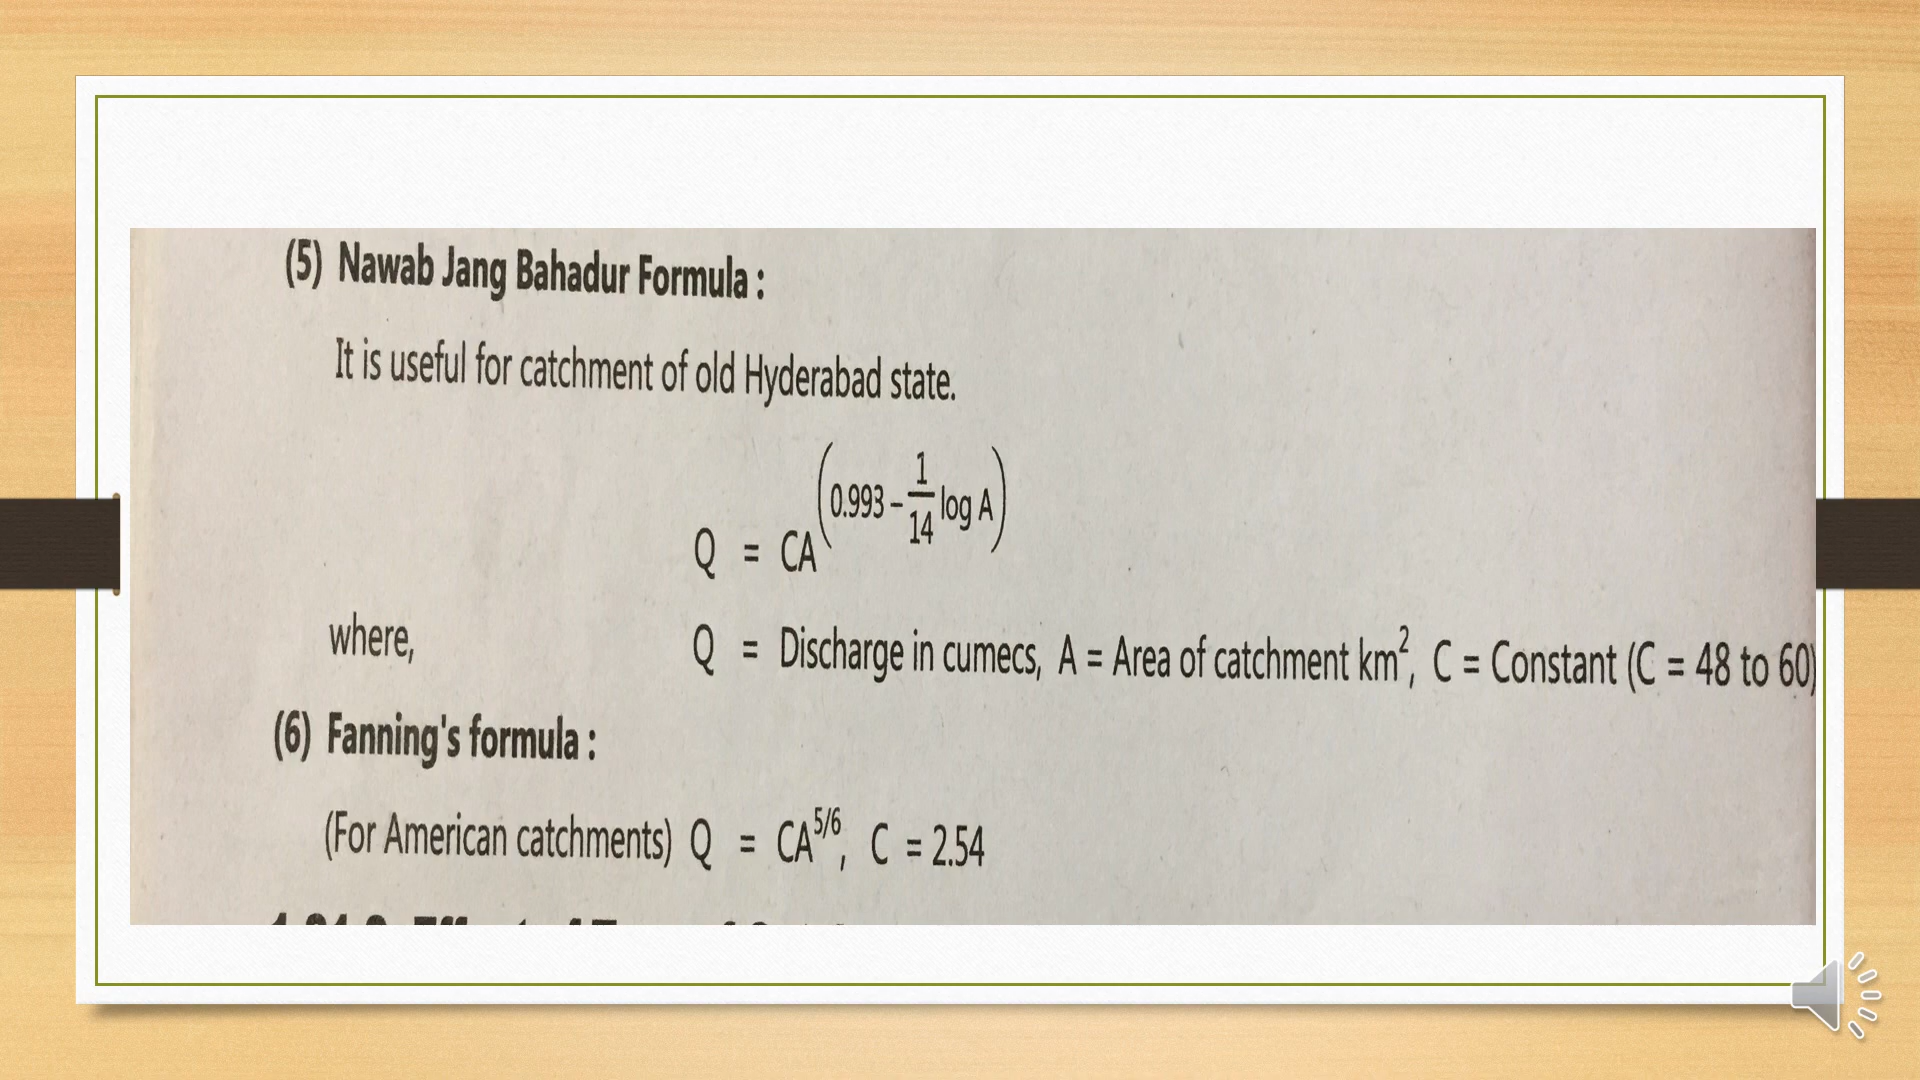 (5) Nawab Jang Bahadur Formula :
It is useful for catchment of old Hyderabad state.
Q = CA^(0.993 – 1/14 log A)
where, Q = Discharge in cumecs, A = Area of catchment km², C = Constant (C = 48 to 60)
(6) Fanning's formula :
(For American catchments) Q = CA^5/6, C = 2.54